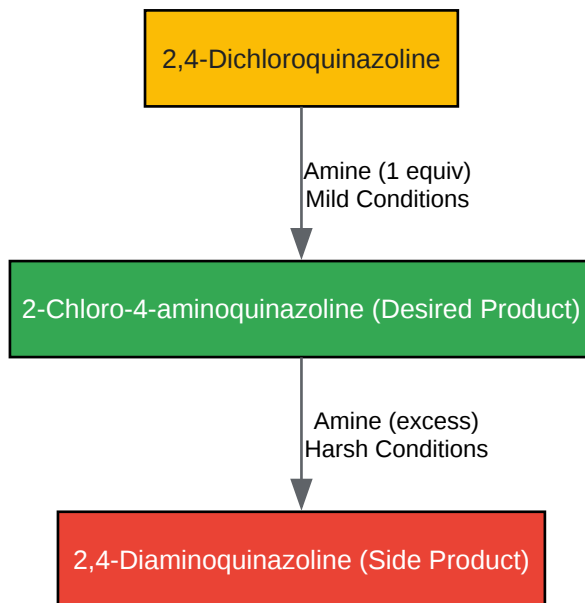 2,4-Dichloroquinazoline
Amine (1 equiv)
Mild Conditions
2-Chloro-4-aminoquinazoline (Desired Product)
Amine (excess)
Harsh Conditions
2,4-Diaminoquinazoline (Side Product)